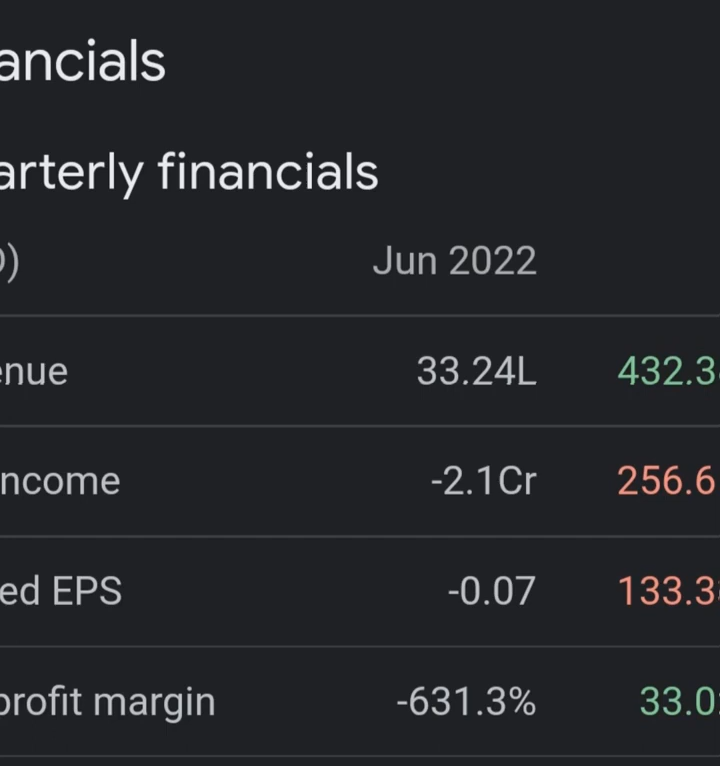 ancials
arterly financials
D) Jun 2022
enue 33.24L 432.3
ncome -2.1Cr 256.6
ed EPS -0.07 133.3
profit margin -631.3% 33.0